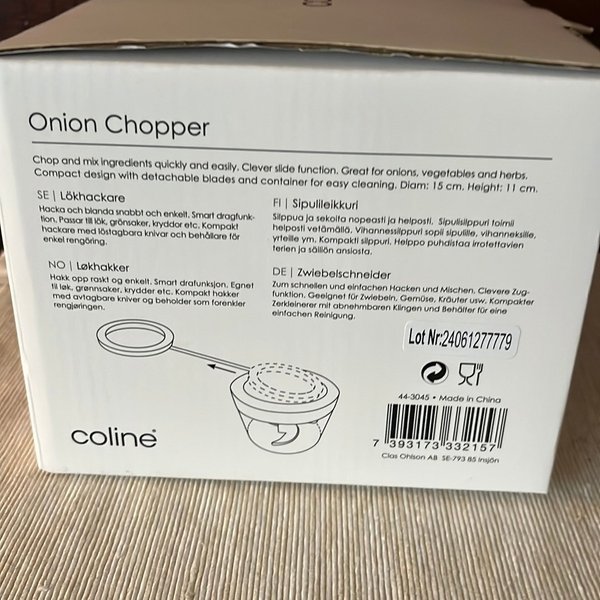 Onion Chopper
Chop and mix ingredients quickly and easily. Clever slide function. Great for onions, vegetables and herbs.
Compact design with detachable blades and container for easy cleaning. Diam: 15 cm. Height: 11 cm.
SE | Lökhackare
Hacka och blanda snabbt och enkelt. Smart dragfunk-
tion. Passar till lök, grönsaker, kryddor etc. Kompakt
hackare med löstagbara knivar och behållare för
enkel rengöring.
FI | Sipulileikkuri
Silppua ja sekoita nopeasti ja helposti. Sipulisilppuri toimii
helposti vetämällä. Vihannessilppuri sopii sipulille, vihanneksille,
yrteille ym. Kompakti silppuri. Helppo puhdistaa irrotettavien
terien ja säiliön ansiosta.
NO | Løkhakker
Hakk opp raskt og enkelt. Smart drafunksjon. Egnet
til løk, grønnsaker, krydder etc. Kompakt hakker
med avtagbare kniver og beholder som forenkler
rengjøringen.
DE | Zwiebelschneider
Zum schnellen und einfachen Hacken und Mischen. Clevere Zug-
funktion. Geeignet für Zwiebeln, Gemüse, Kräuter usw. Kompakter
Zerkleinerer mit abnehmbaren Klingen und Behälter für eine
einfachen Reinigung.
Lot Nr:24061277779
44-3045 • Made in China
7 393173 332157
Clas Ohlson AB SE-793 85 Insjön
coline®